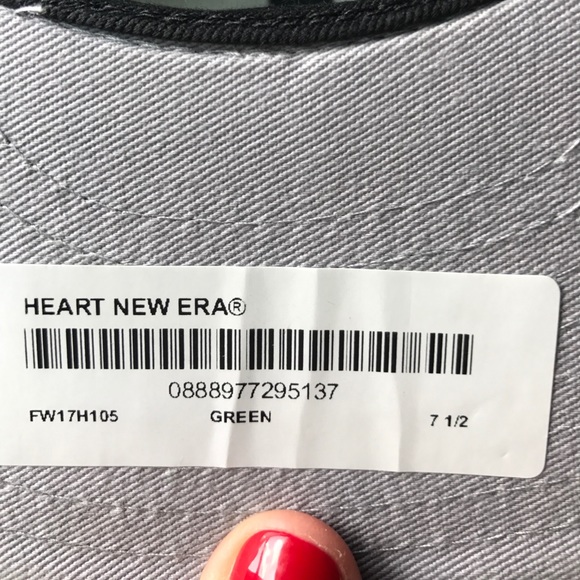 HEART NEW ERA®
0888977295137
FW17H105 GREEN 7 1/2